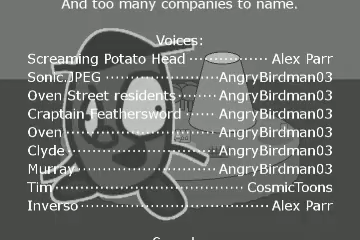 And too many companies to name.
Voices:
Screaming Potato Head ·············· Alex Parr
Sonic.JPEG ························ AngryBirdman03
Oven Street residents ······· AngryBirdman03
Craptain Feathersword ······ AngryBirdman03
Oven ······························· AngryBirdman03
Clyde ······························ AngryBirdman03
Murray ···························· AngryBirdman03
Tim ·································· CosmicToons
Inverso ································· Alex Parr